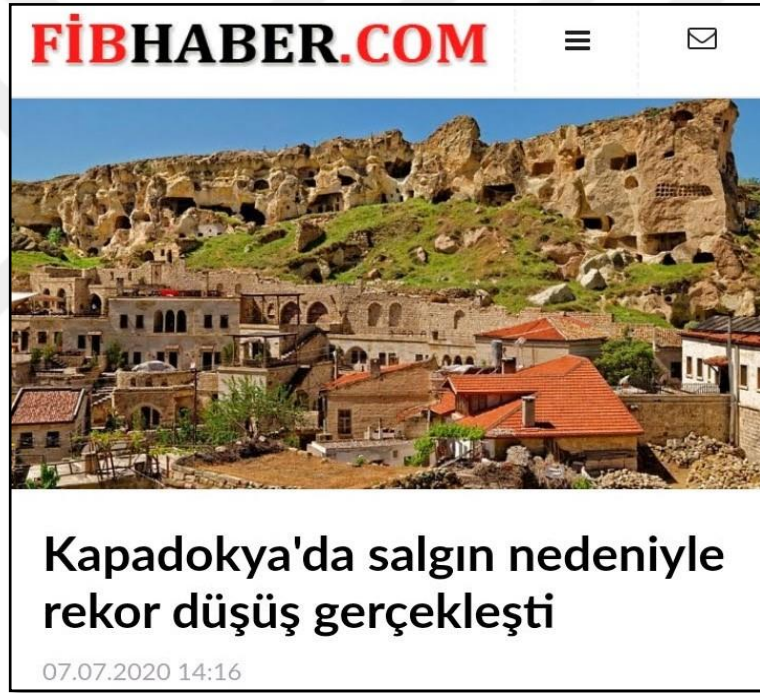 FİBHABER.COM
Kapadokya'da salgın nedeniyle
rekor düşüş gerçekleşti
07.07.2020 14:16